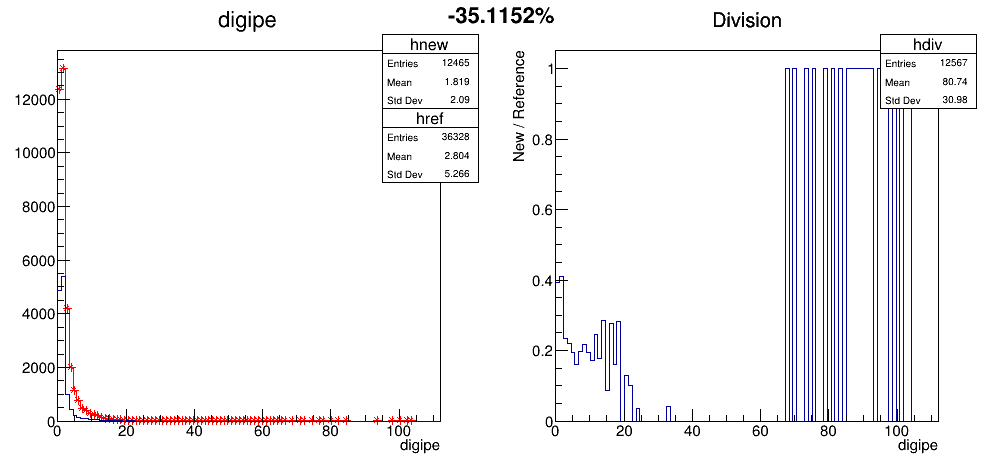 -35.1152%
digipe
hnew
Entries 12465
Mean 1.819
Std Dev 2.09
href
Entries 36328
Mean 2.804
Std Dev 5.266
12000
10000
8000
6000
4000
2000
0
0 20 40 60 80 100
digipe
Division
hdiv
Entries 12567
Mean 80.74
Std Dev 30.98
New / Reference
1
0.8
0.6
0.4
0.2
0
0 20 40 60 80 100
digipe